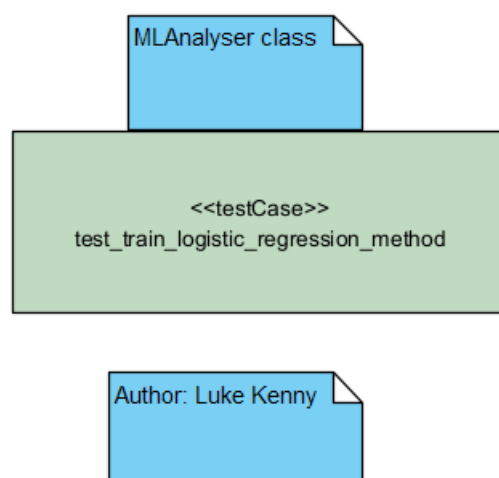 MLAnalyser class
<<testCase>>
test_train_logistic_regression_method
Author: Luke Kenny